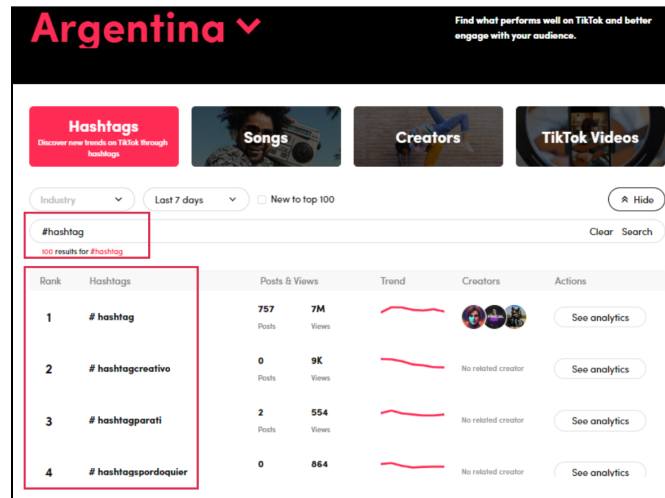 Argentina
Find what performs well on TikTok and better
engage with your audience.
Hashtags
Discover new trends on TikTok through
hashtags
Songs
Creators
TikTok Videos
Industry
Last 7 days
New to top 100
Hide
#hashtag
Clear Search
100 results for #hashtag
Rank Hashtags Posts & Views Trend Creators Actions
1 # hashtag 757 7M See analytics
Posts Views
2 # hashtagcreativo 0 9K No related creator See analytics
Posts Views
3 # hashtagparati 2 554 No related creator See analytics
Posts Views
4 # hashtagspordoquier 0 864 No related creator See analytics